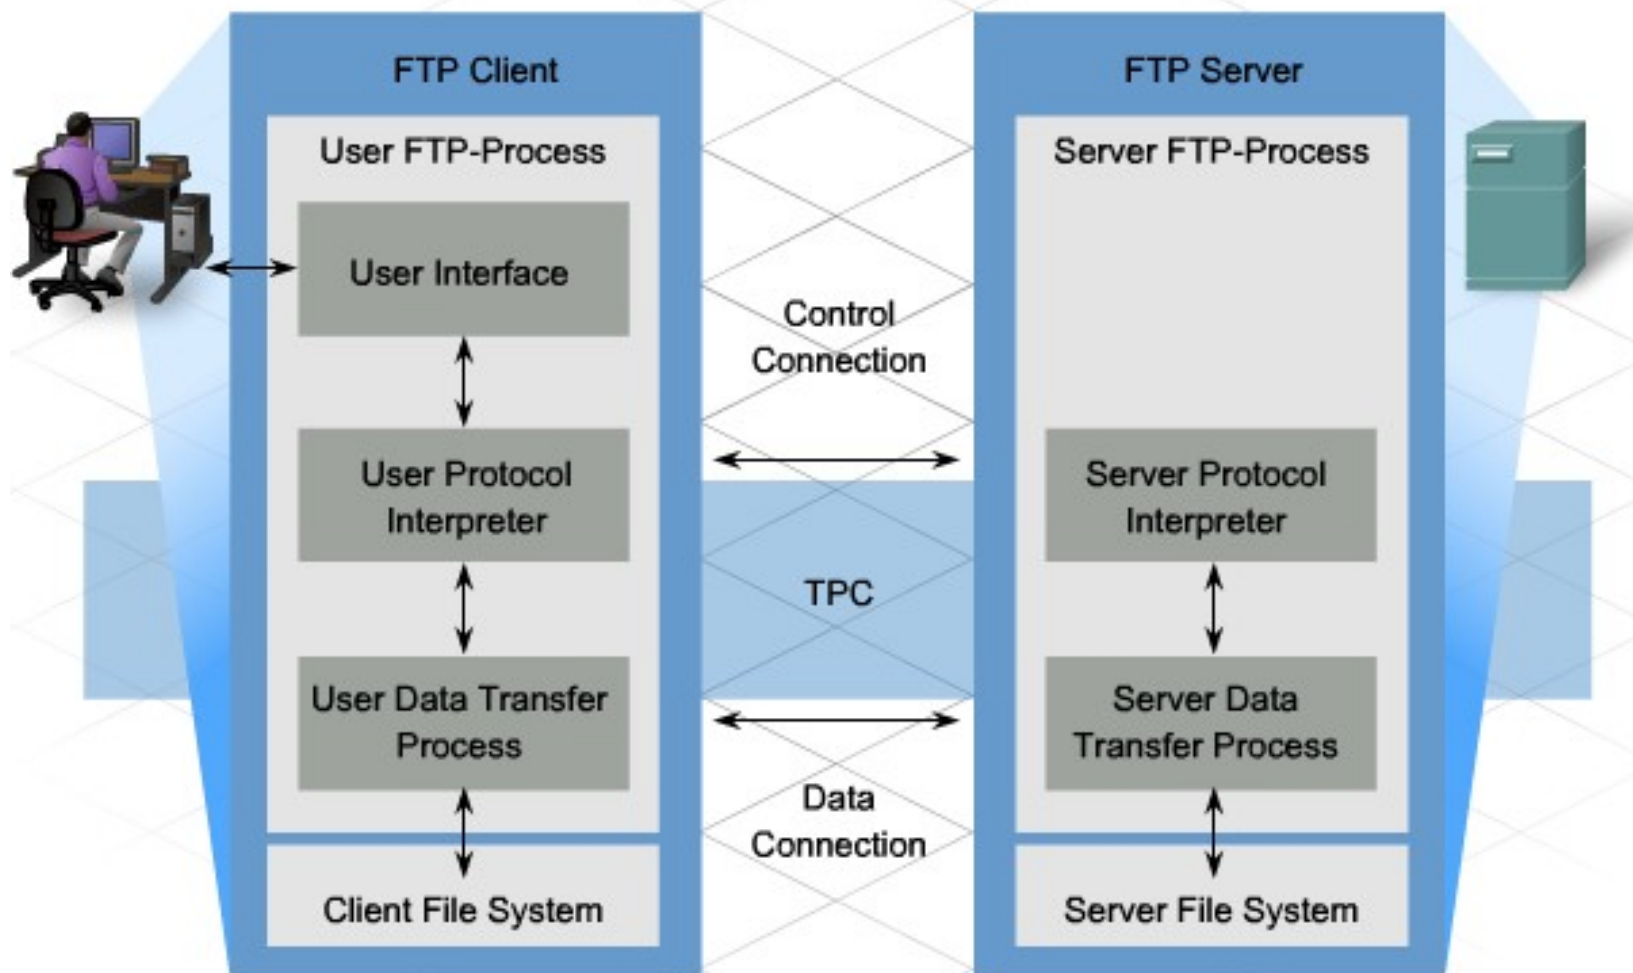 FTP Client
User FTP-Process
User Interface
User Protocol
Interpreter
User Data Transfer
Process
Client File System
Control
Connection
TPC
Data
Connection
FTP Server
Server FTP-Process
Server Protocol
Interpreter
Server Data
Transfer Process
Server File System